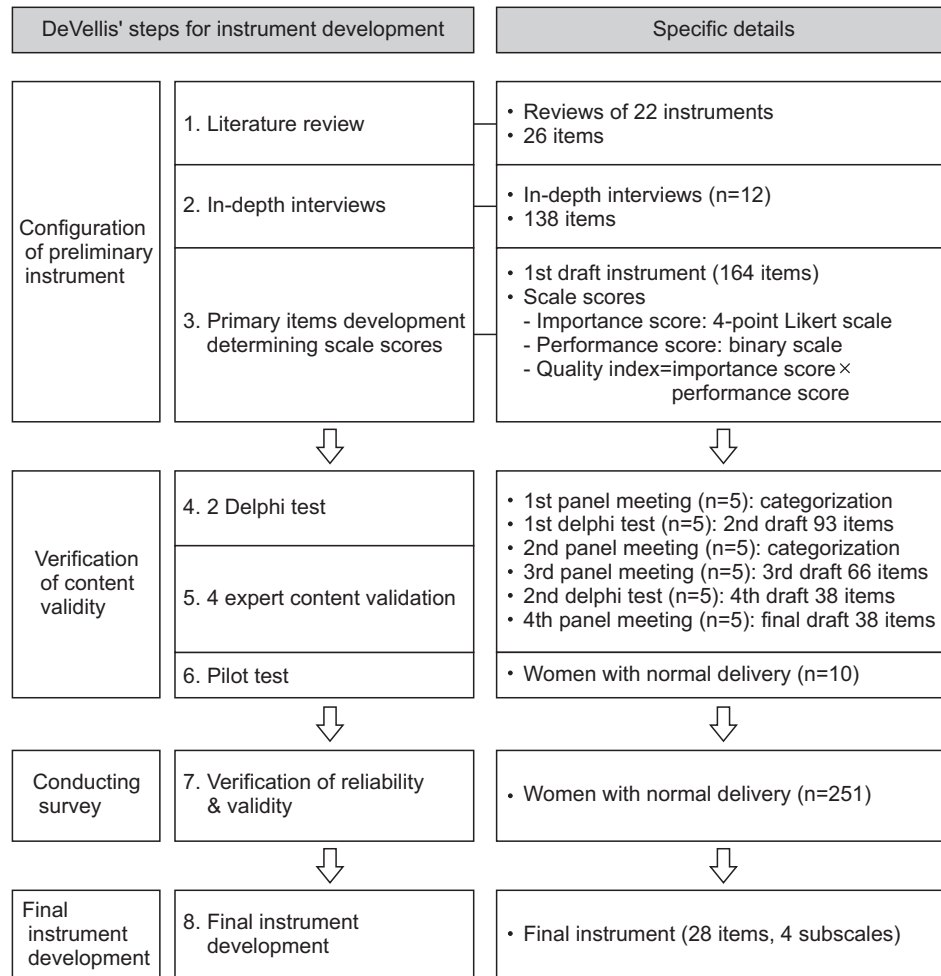 DeVellis' steps for instrument development
Specific details
Configuration
of preliminary
instrument
1. Literature review
• Reviews of 22 instruments
• 26 items
2. In-depth interviews
• In-depth interviews (n=12)
• 138 items
3. Primary items development
determining scale scores
• 1st draft instrument (164 items)
• Scale scores
- Importance score: 4-point Likert scale
- Performance score: binary scale
- Quality index=importance score×
performance score
Verification
of content
validity
4. 2 Delphi test
5. 4 expert content validation
• 1st panel meeting (n=5): categorization
• 1st delphi test (n=5): 2nd draft 93 items
• 2nd panel meeting (n=5): categorization
• 3rd panel meeting (n=5): 3rd draft 66 items
• 2nd delphi test (n=5): 4th draft 38 items
• 4th panel meeting (n=5): final draft 38 items
6. Pilot test
• Women with normal delivery (n=10)
Conducting
survey
7. Verification of reliability
& validity
• Women with normal delivery (n=251)
Final
instrument
development
8. Final instrument
development
• Final instrument (28 items, 4 subscales)